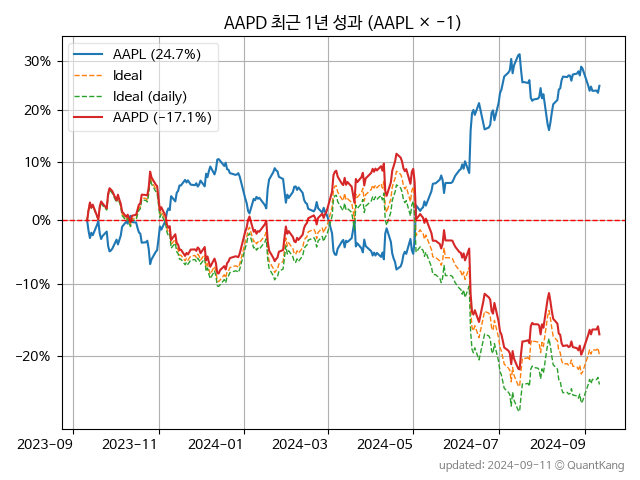 AAPD 최근 1년 성과 (AAPL × −1)
AAPL (24.7%)
Ideal
Ideal (daily)
AAPD (−17.1%)
30%
20%
10%
0%
−10%
−20%
2023-09
2023-11
2024-01
2024-03
2024-05
2024-07
2024-09
updated: 2024-09-11 © QuantKang